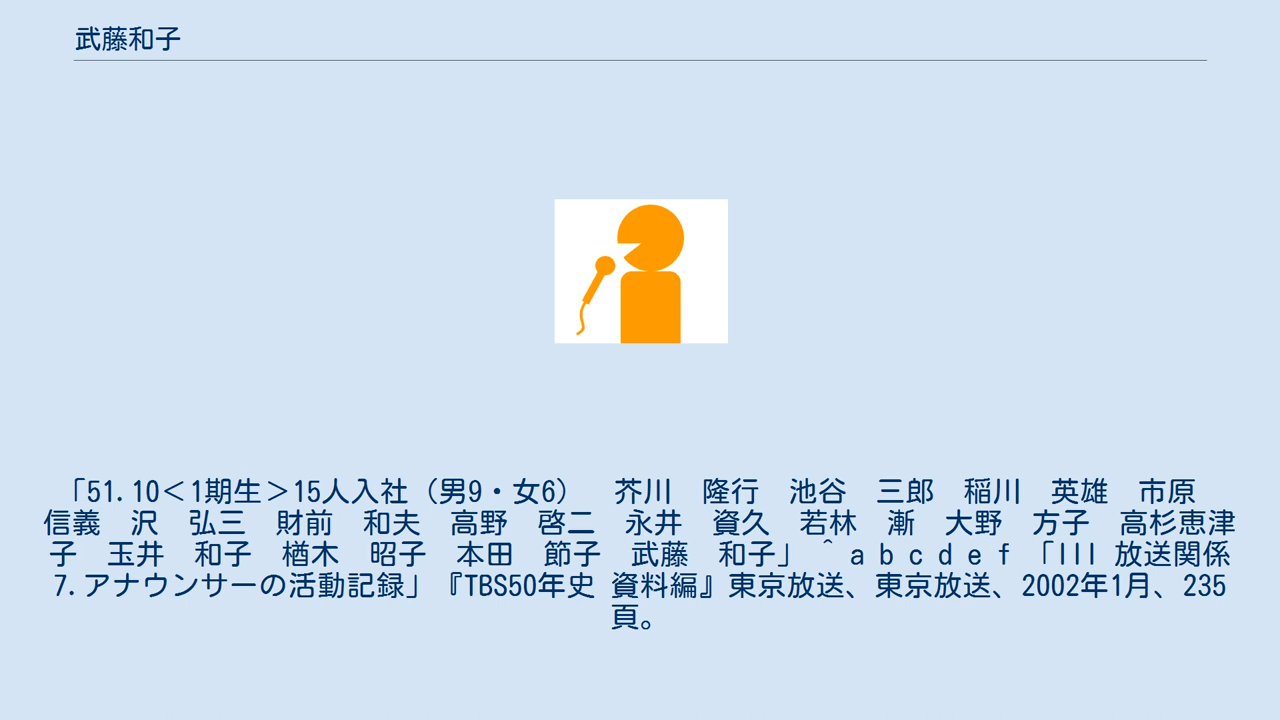 武藤和子
「51.10＜1期生＞15人入社（男9・女6）　芥川　隆行　池谷　三郎　稲川　英雄　市原
信義　沢　弘三　財前　和夫　高野　啓二　永井　資久　若林　漸　大野　方子　高杉恵津
子　玉井　和子　楢木　昭子　本田　節子　武藤　和子」 ^ a b c d e f 「III 放送関係
7.アナウンサーの活動記録」『TBS50年史 資料編』東京放送、東京放送、2002年1月、235
頁。